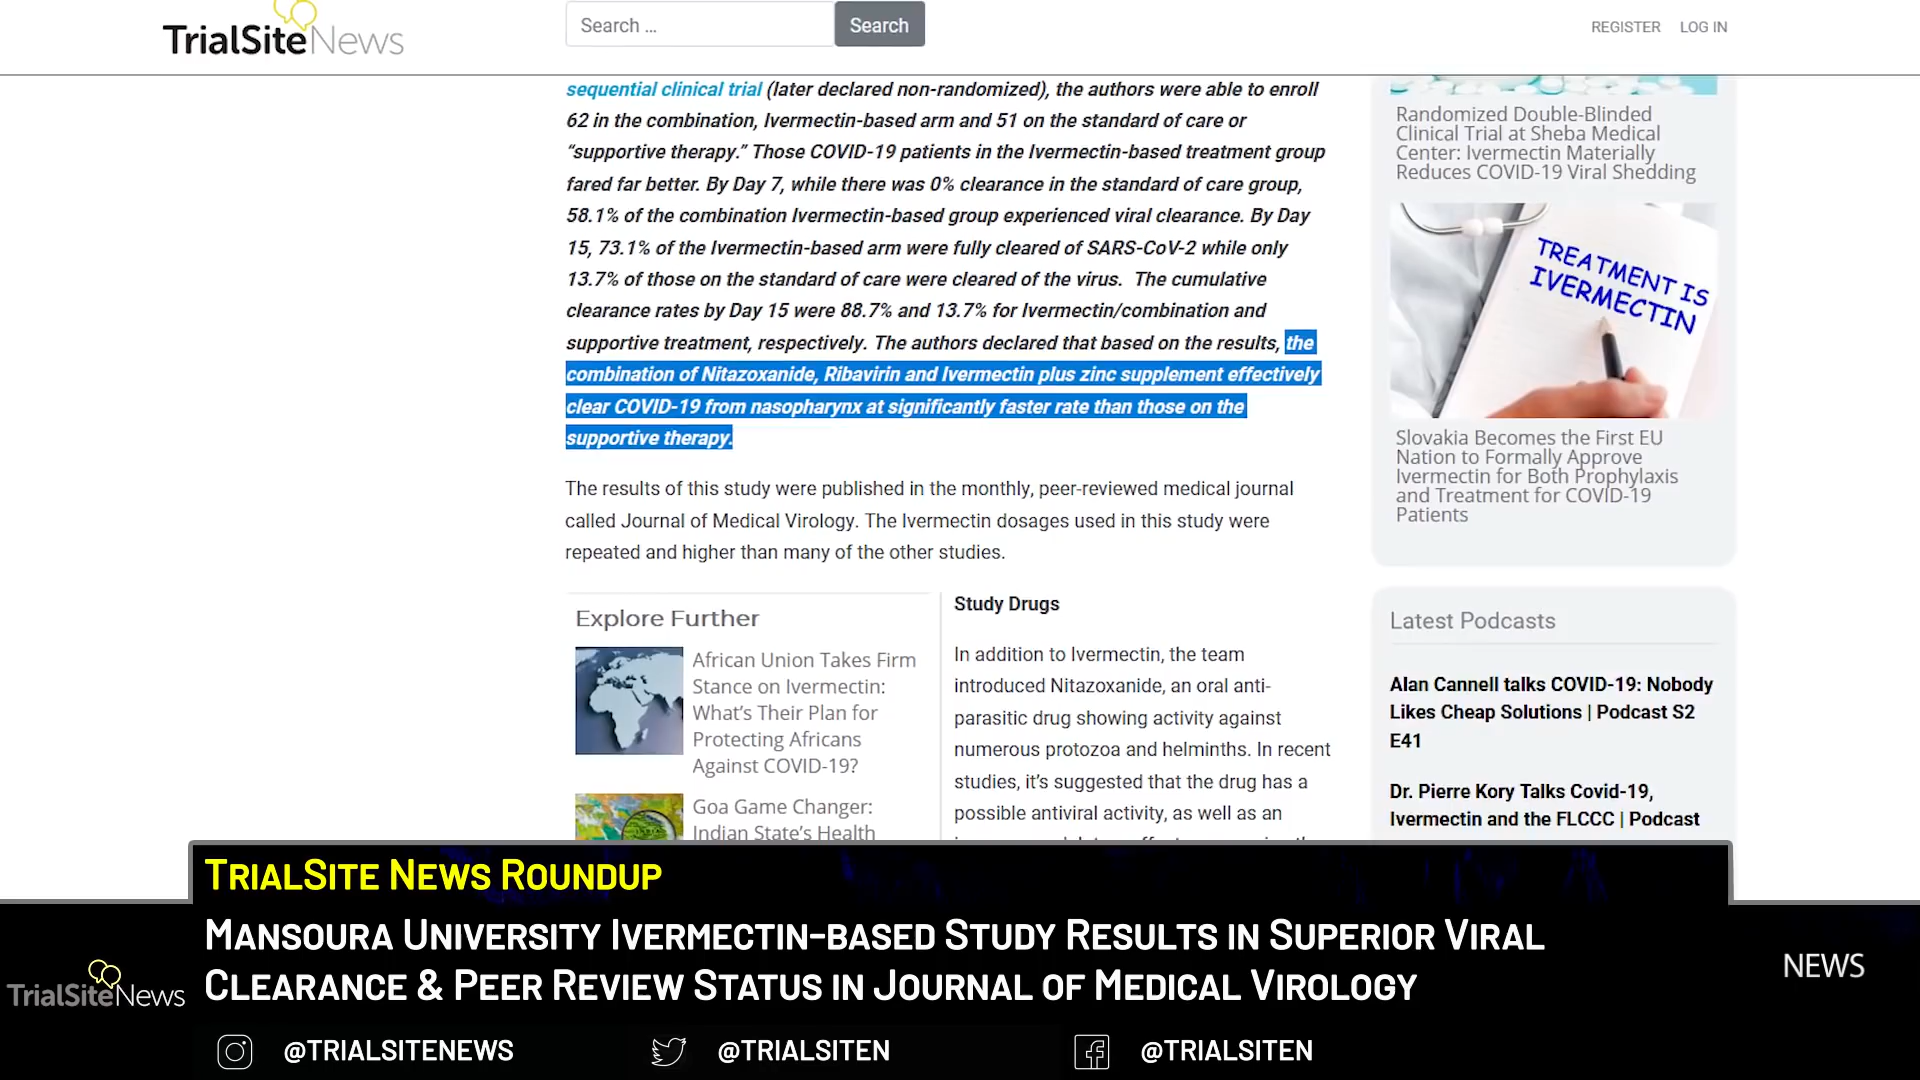 TrialSiteNews
Search ...
Search
REGISTER LOG IN
sequential clinical trial (later declared non-randomized), the authors were able to enroll
62 in the combination, Ivermectin-based arm and 51 on the standard of care or
“supportive therapy.” Those COVID-19 patients in the Ivermectin-based treatment group
fared far better. By Day 7, while there was 0% clearance in the standard of care group,
58.1% of the combination Ivermectin-based group experienced viral clearance. By Day
15, 73.1% of the Ivermectin-based arm were fully cleared of SARS-CoV-2 while only
13.7% of those on the standard of care were cleared of the virus. The cumulative
clearance rates by Day 15 were 88.7% and 13.7% for Ivermectin/combination and
supportive treatment, respectively. The authors declared that based on the results, the
combination of Nitazoxanide, Ribavirin and Ivermectin plus zinc supplement effectively
clear COVID-19 from nasopharynx at significantly faster rate than those on the
supportive therapy.
The results of this study were published in the monthly, peer-reviewed medical journal
called Journal of Medical Virology. The Ivermectin dosages used in this study were
repeated and higher than many of the other studies.
Explore Further
African Union Takes Firm
Stance on Ivermectin:
What’s Their Plan for
Protecting Africans
Against COVID-19?
Goa Game Changer:
Indian State’s Health
Study Drugs
In addition to Ivermectin, the team
introduced Nitazoxanide, an oral anti-
parasitic drug showing activity against
numerous protozoa and helminths. In recent
studies, it’s suggested that the drug has a
possible antiviral activity, as well as an
Randomized Double-Blinded
Clinical Trial at Sheba Medical
Center: Ivermectin Materially
Reduces COVID-19 Viral Shedding
TREATMENT IS
IVERMECTIN
Slovakia Becomes the First EU
Nation to Formally Approve
Ivermectin for Both Prophylaxis
and Treatment for COVID-19
Patients
Latest Podcasts
Alan Cannell talks COVID-19: Nobody
Likes Cheap Solutions | Podcast S2
E41
Dr. Pierre Kory Talks Covid-19,
Ivermectin and the FLCCC | Podcast
TRIALSITE NEWS ROUNDUP
MANSOURA UNIVERSITY IVERMECTIN-BASED STUDY RESULTS IN SUPERIOR VIRAL
CLEARANCE & PEER REVIEW STATUS IN JOURNAL OF MEDICAL VIROLOGY
TrialSiteNews
NEWS
@TRIALSITENEWS
@TRIALSITEN
@TRIALSITEN